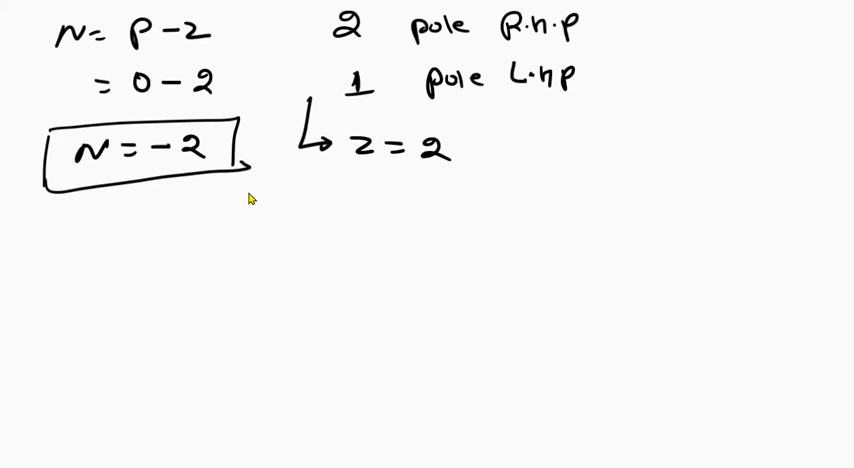 N = P - Z
= 0 - 2
N = -2
2 pole R.h.p
1 pole L.h.p
Z = 2